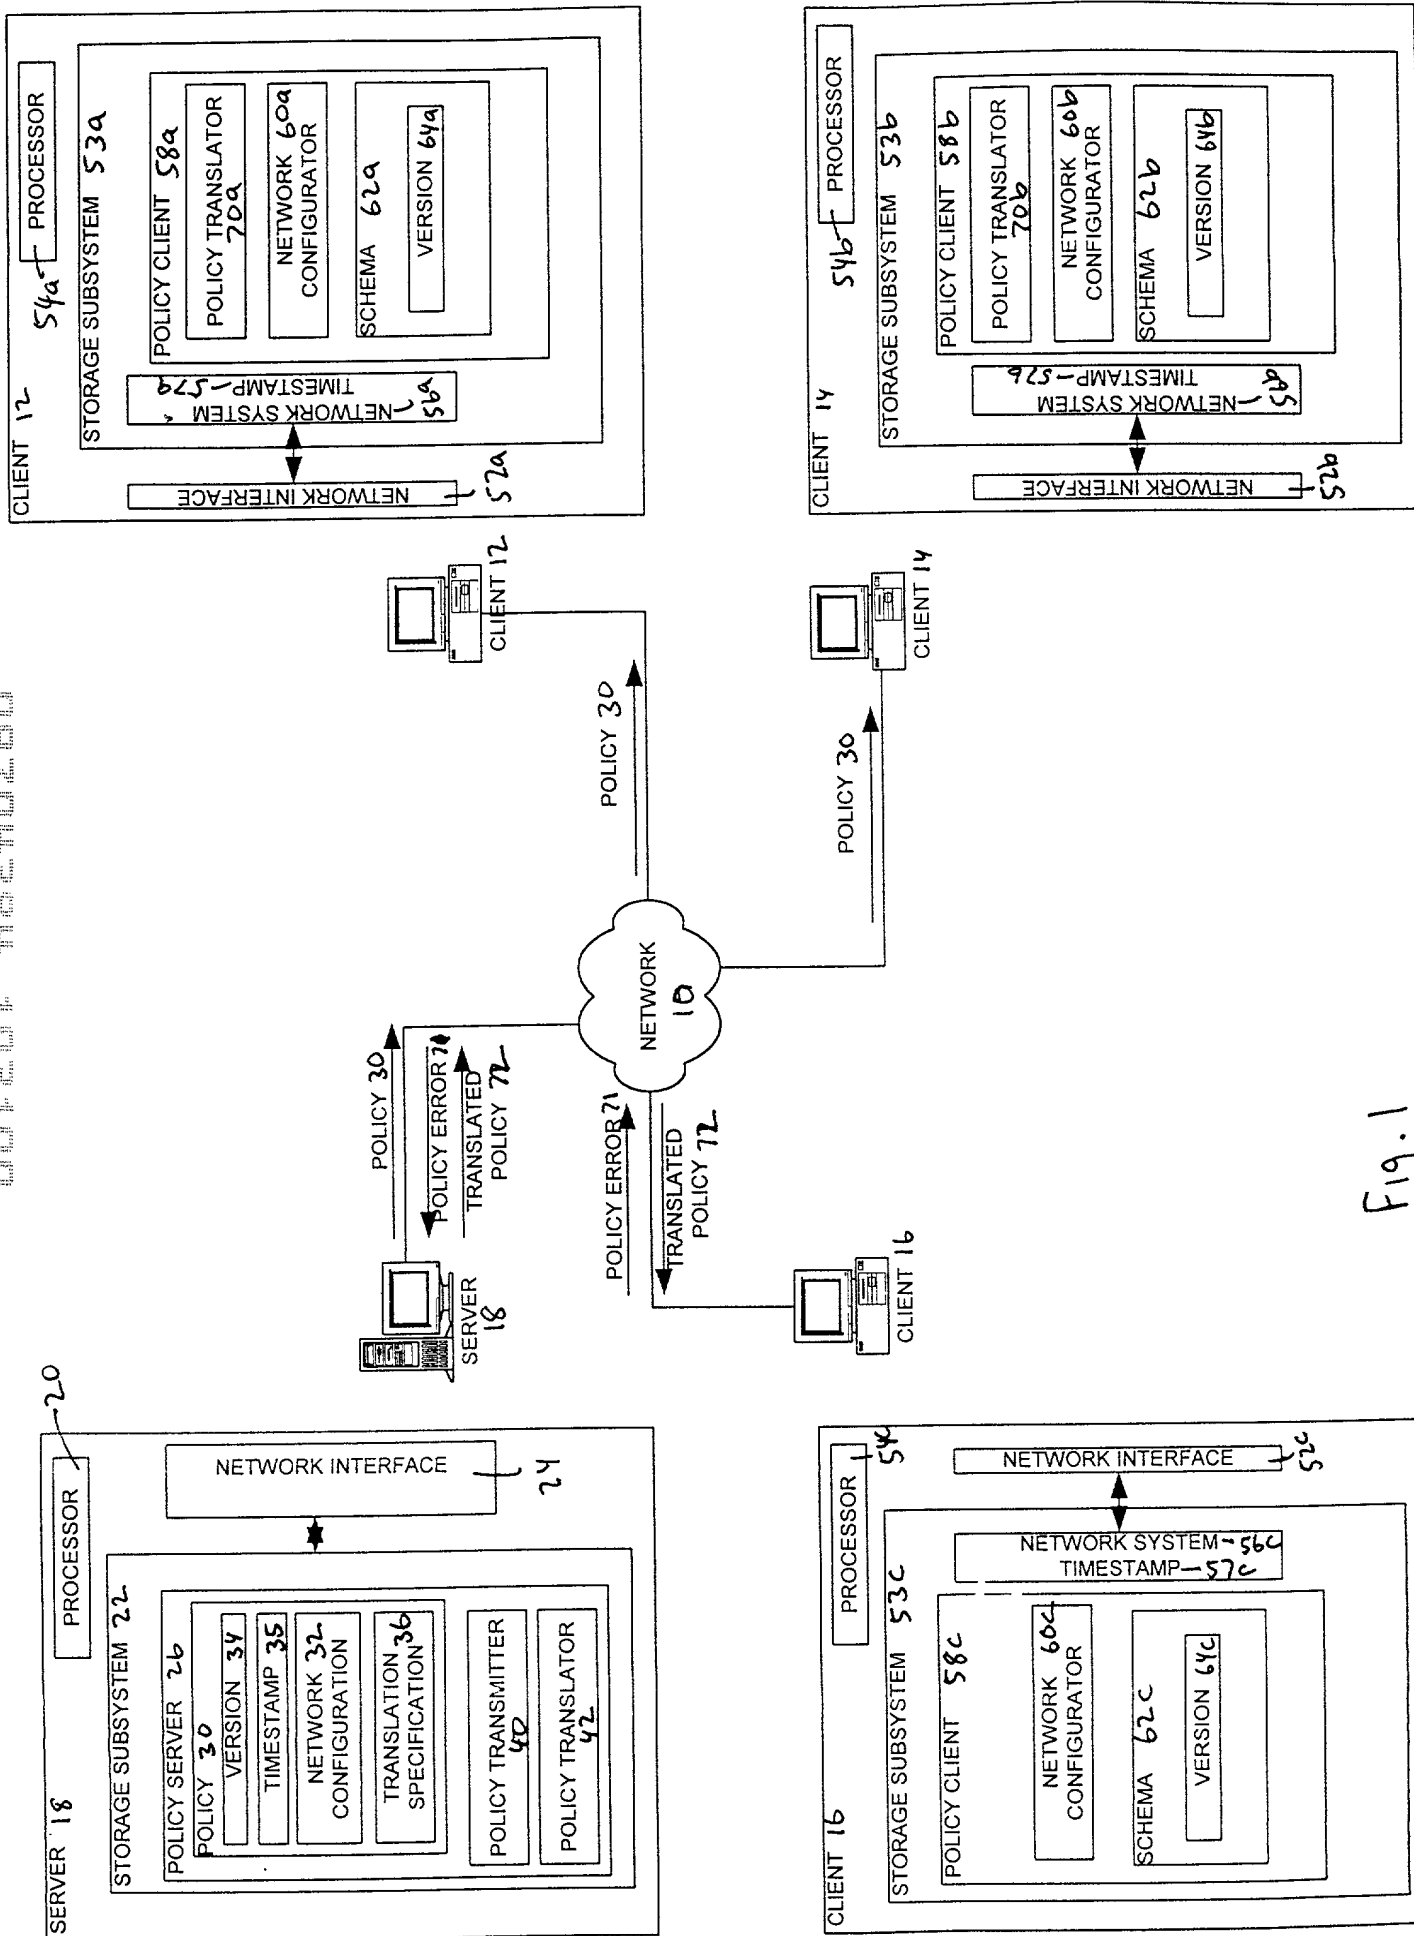 SERVER 18
PROCESSOR
20
STORAGE SUBSYSTEM 22
POLICY SERVER 26
POLICY 30
VERSION 34
TIMESTAMP 35
NETWORK 32
CONFIGURATION
TRANSLATION
SPECIFICATION 36
POLICY TRANSMITTER
40
POLICY TRANSLATOR
42
NETWORK INTERFACE
24
SERVER
18
POLICY 30
POLICY ERROR
TRANSLATED
POLICY 72
NETWORK
10
POLICY 30
CLIENT 12
CLIENT 12
54a
PROCESSOR
STORAGE SUBSYSTEM 53a
POLICY CLIENT 58a
POLICY TRANSLATOR
70a
NETWORK 60a
CONFIGURATOR
SCHEMA 62a
VERSION 64a
NETWORK SYSTEM
56a
TIMESTAMP-57a
NETWORK INTERFACE
52a
CLIENT 16
PROCESSOR
54c
STORAGE SUBSYSTEM 53c
POLICY CLIENT 58c
NETWORK 60c
CONFIGURATOR
SCHEMA 62c
VERSION 64c
NETWORK SYSTEM-56c
TIMESTAMP-57c
NETWORK INTERFACE
52c
CLIENT 16
POLICY ERROR 71
TRANSLATED
POLICY 72
POLICY 30
CLIENT 14
CLIENT 14
54b
PROCESSOR
STORAGE SUBSYSTEM 53b
POLICY CLIENT 58b
POLICY TRANSLATOR
70b
NETWORK 60b
CONFIGURATOR
SCHEMA 62b
VERSION 64b
NETWORK SYSTEM
56b
TIMESTAMP-57b
NETWORK INTERFACE
52b
Fig. 1